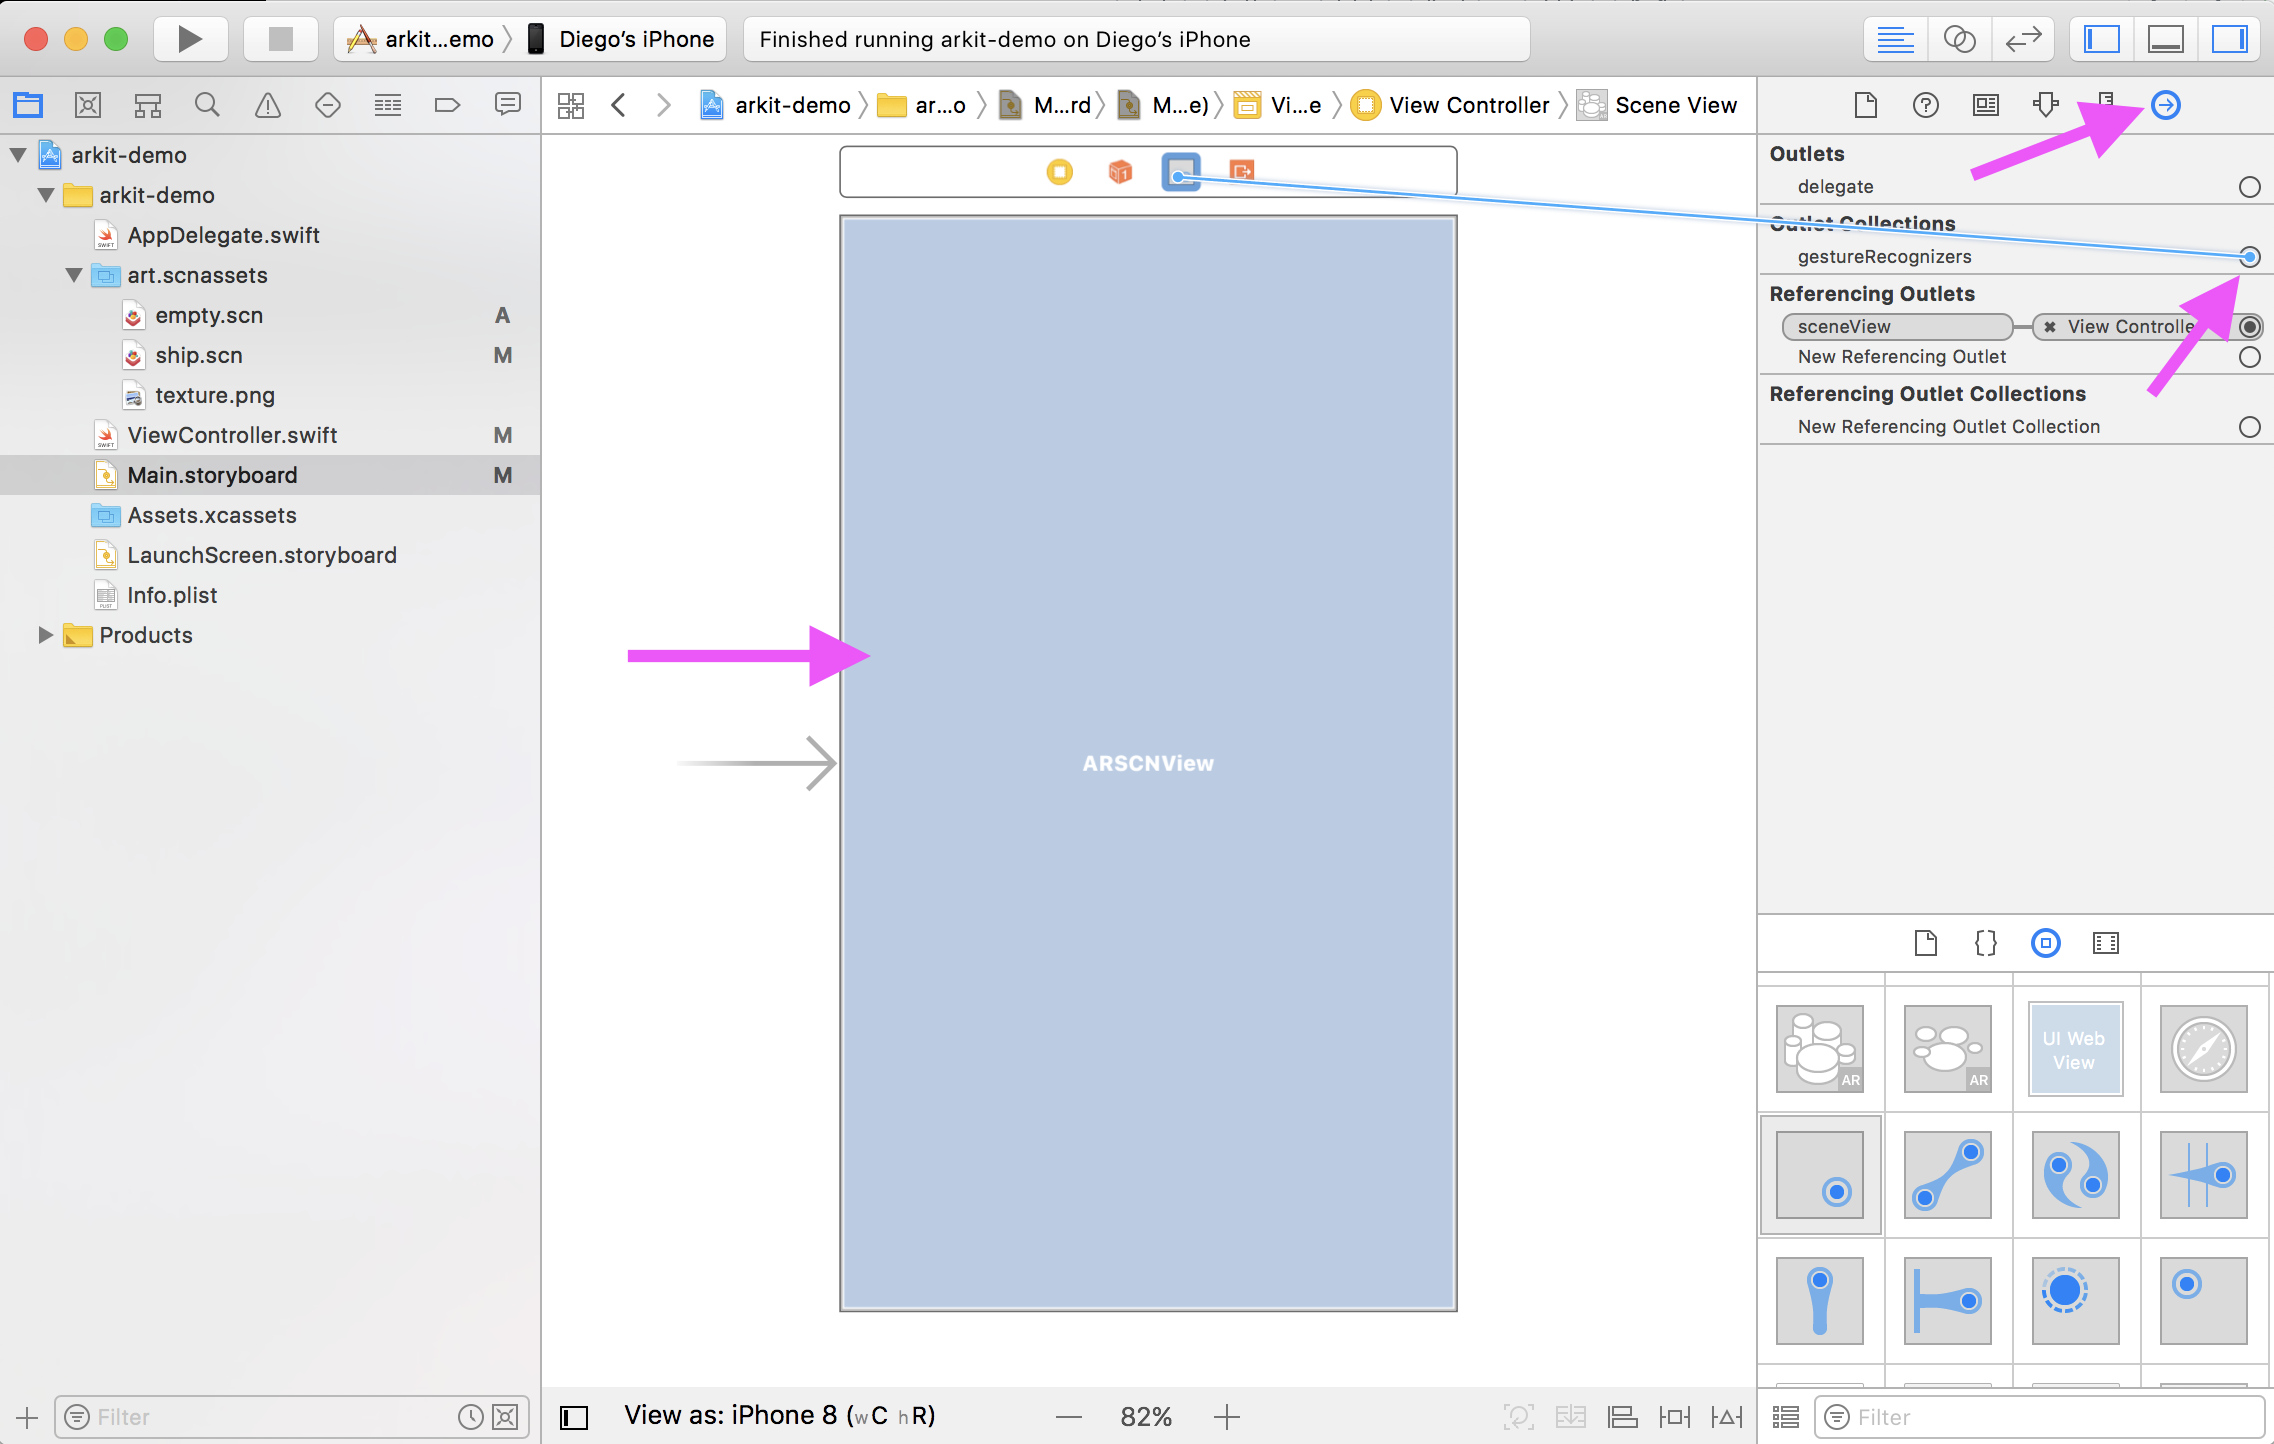 arkit...emo
Diego's iPhone
Finished running arkit-demo on Diego's iPhone
arkit-demo
ar...o
M...rd
M...e)
Vi...e
View Controller
Scene View
arkit-demo
arkit-demo
AppDelegate.swift
art.scnassets
empty.scn A
ship.scn M
texture.png
ViewController.swift M
Main.storyboard M
Assets.xcassets
LaunchScreen.storyboard
Info.plist
Products
Filter
ARSCNView
View as: iPhone 8 (wC hR)
82%
Outlets
delegate
Outlet Collections
gestureRecognizers
Referencing Outlets
sceneView ✖ View Controlle
New Referencing Outlet
Referencing Outlet Collections
New Referencing Outlet Collection
{}
AR
AR
UI Web
View
Filter